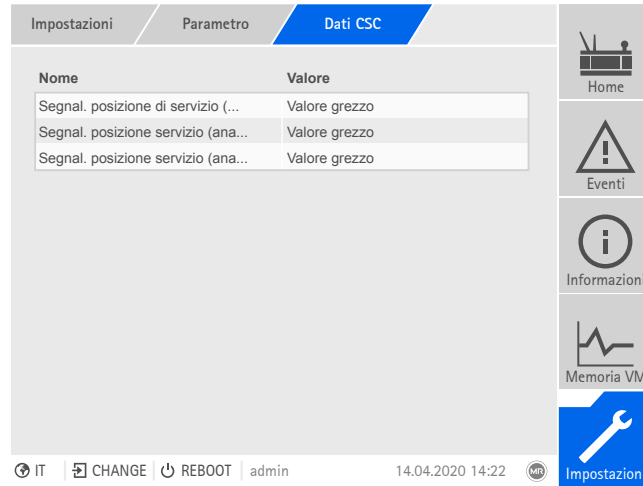 Impostazioni
Parametro
Dati CSC
Nome
Valore
Segnal. posizione di servizio (...
Valore grezzo
Segnal. posizione servizio (ana...
Valore grezzo
Segnal. posizione servizio (ana...
Valore grezzo
Home
Eventi
Informazioni
Memoria VM
Impostazion
IT
CHANGE
REBOOT
admin
14.04.2020 14:22
MR